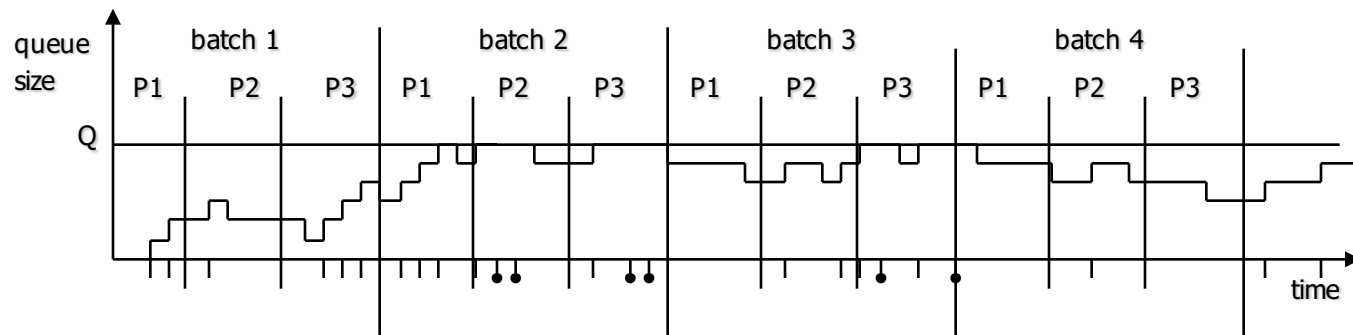 queue
size
batch 1
batch 2
batch 3
batch 4
P1
P2
P3
P1
P2
P3
P1
P2
P3
P1
P2
P3
Q
time